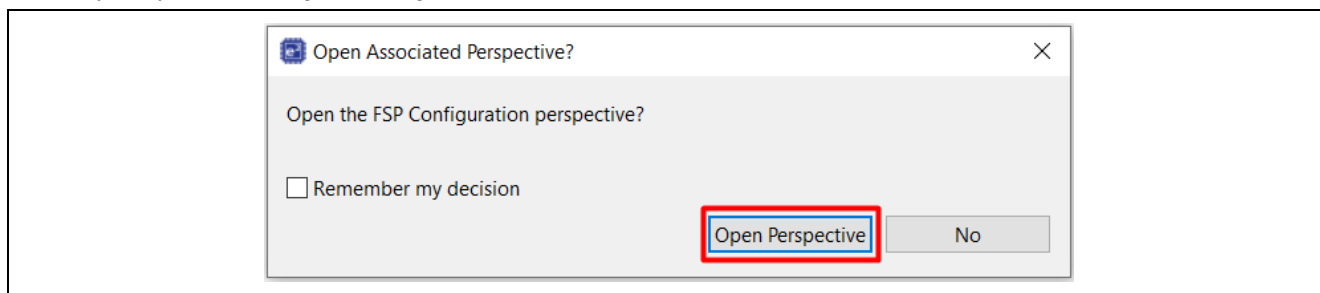 Open Associated Perspective?
Open the FSP Configuration perspective?
Remember my decision
Open Perspective No